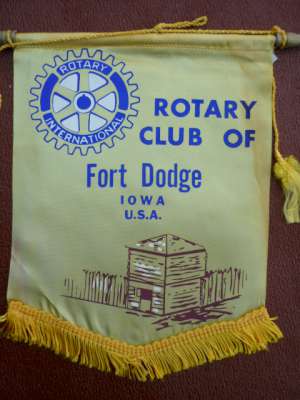 ROTARY
INTERNATIONAL
ROTARY
CLUB OF
Fort Dodge
IOWA
U.S.A.